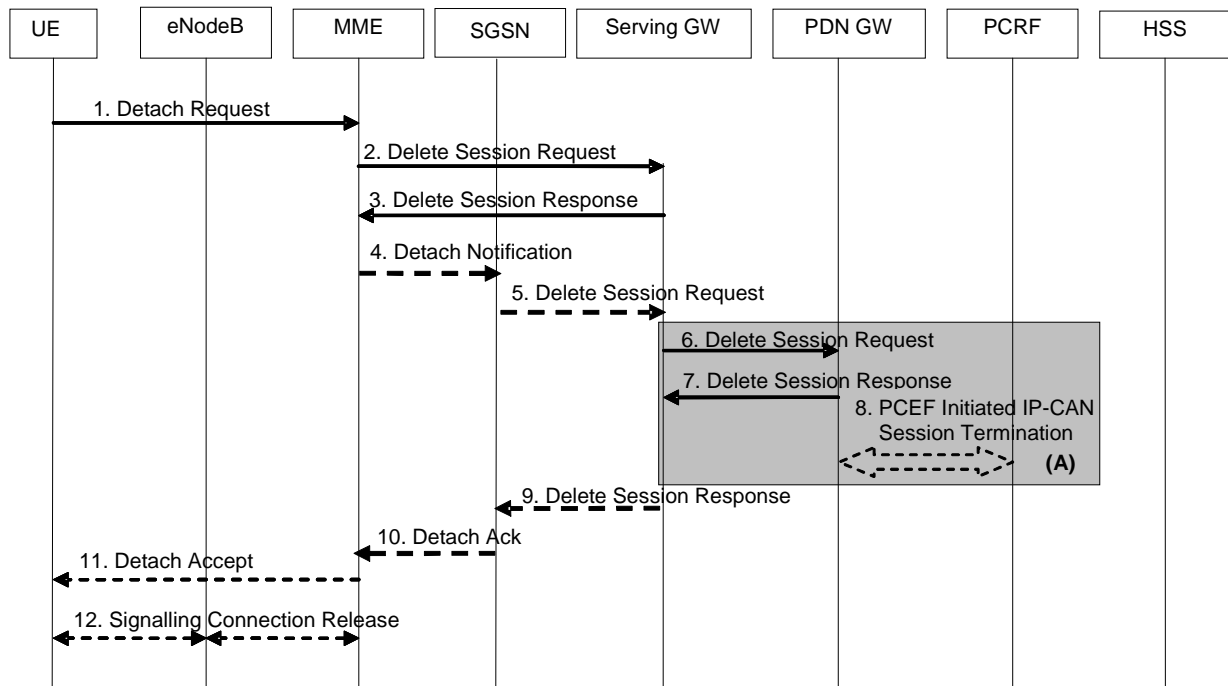 UE
eNodeB
MME
SGSN
Serving GW
PDN GW
PCRF
HSS
1. Detach Request
2. Delete Session Request
3. Delete Session Response
4. Detach Notification
5. Delete Session Request
6. Delete Session Request
7. Delete Session Response
8. PCEF Initiated IP-CAN
Session Termination
(A)
9. Delete Session Response
10. Detach Ack
11. Detach Accept
12. Signalling Connection Release